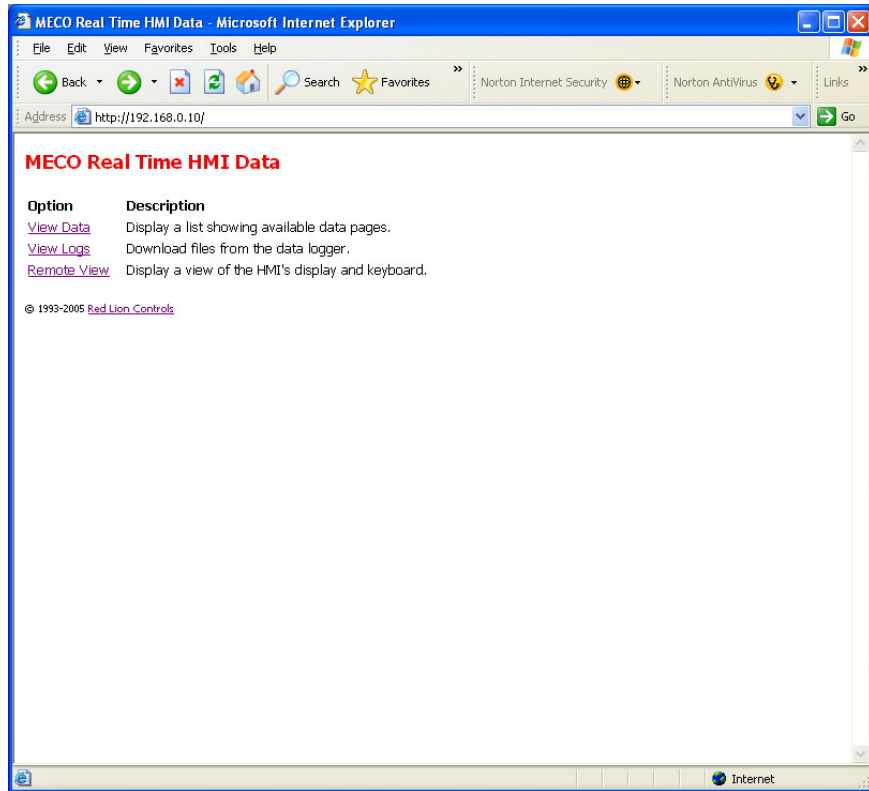 MECO Real Time HMI Data - Microsoft Internet Explorer
File Edit View Favorites Tools Help
Back Search Favorites » Norton Internet Security Norton AntiVirus Links »
Address http://192.168.0.10/ Go
MECO Real Time HMI Data
Option Description
View Data Display a list showing available data pages.
View Logs Download files from the data logger.
Remote View Display a view of the HMI's display and keyboard.
© 1993-2005 Red Lion Controls
Internet